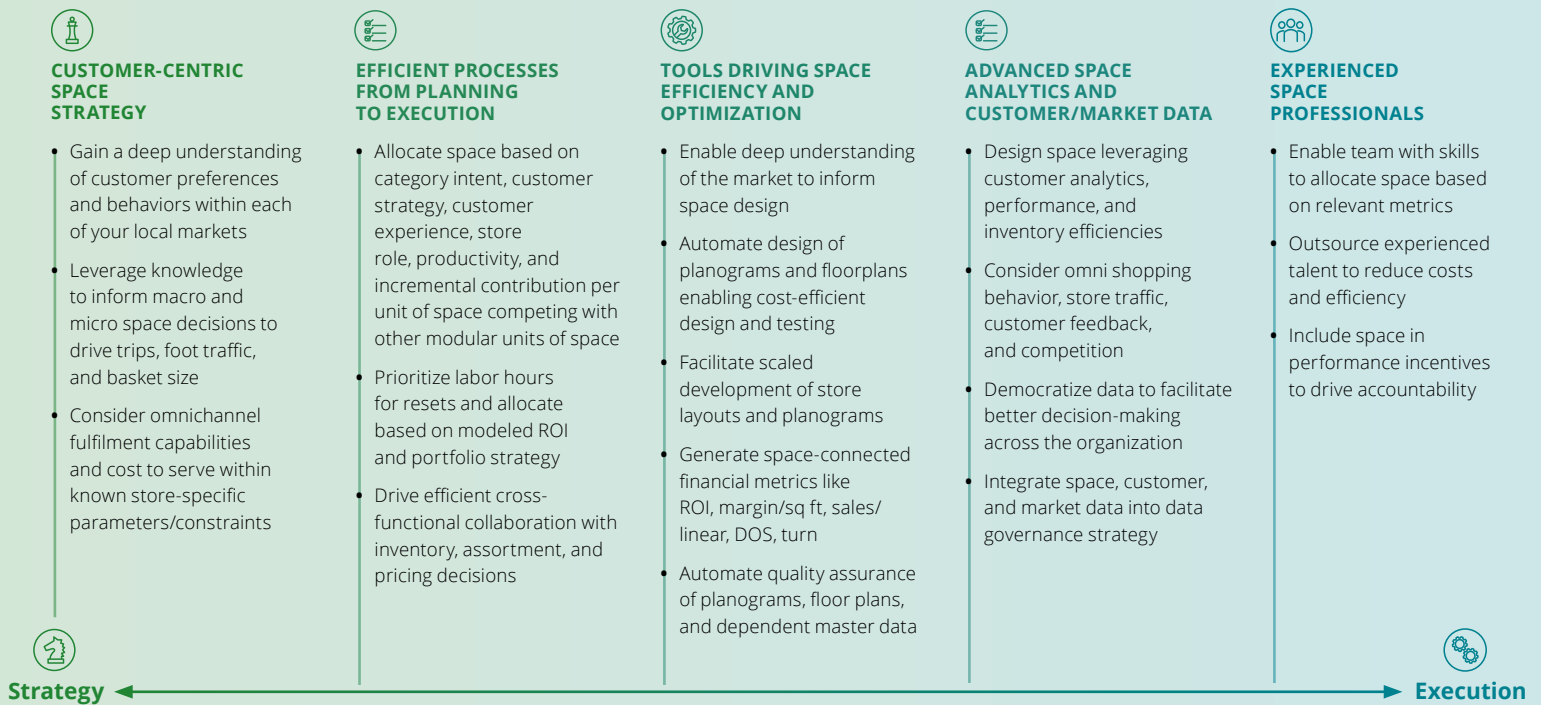 CUSTOMER-CENTRIC
SPACE
STRATEGY
• Gain a deep understanding
of customer preferences
and behaviors within each
of your local markets
• Leverage knowledge
to inform macro and
micro space decisions to
drive trips, foot traffic,
and basket size
• Consider omnichannel
fulfilment capabilities
and cost to serve within
known store-specific
parameters/constraints
EFFICIENT PROCESSES
FROM PLANNING
TO EXECUTION
• Allocate space based on
category intent, customer
strategy, customer
experience, store
role, productivity, and
incremental contribution per
unit of space competing with
other modular units of space
• Prioritize labor hours
for resets and allocate
based on modeled ROI
and portfolio strategy
• Drive efficient cross-
functional collaboration with
inventory, assortment, and
pricing decisions
TOOLS DRIVING SPACE
EFFICIENCY AND
OPTIMIZATION
• Enable deep understanding
of the market to inform
space design
• Automate design of
planograms and floorplans
enabling cost-efficient
design and testing
• Facilitate scaled
development of store
layouts and planograms
• Generate space-connected
financial metrics like
ROI, margin/sq ft, sales/
linear, DOS, turn
• Automate quality assurance
of planograms, floor plans,
and dependent master data
ADVANCED SPACE
ANALYTICS AND
CUSTOMER/MARKET DATA
• Design space leveraging
customer analytics,
performance, and
inventory efficiencies
• Consider omni shopping
behavior, store traffic,
customer feedback,
and competition
• Democratize data to facilitate
better decision-making
across the organization
• Integrate space, customer,
and market data into data
governance strategy
EXPERIENCED
SPACE
PROFESSIONALS
• Enable team with skills
to allocate space based
on relevant metrics
• Outsource experienced
talent to reduce costs
and efficiency
• Include space in
performance incentives
to drive accountability
Strategy
Execution